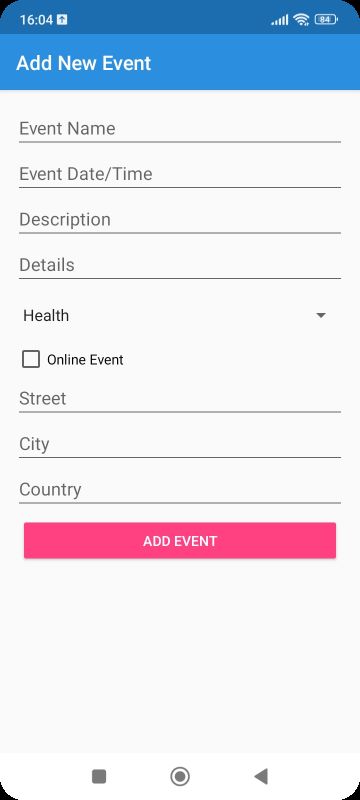 16:04 84
Add New Event
Event Name
Event Date/Time
Description
Details
Health
Online Event
Street
City
Country
ADD EVENT